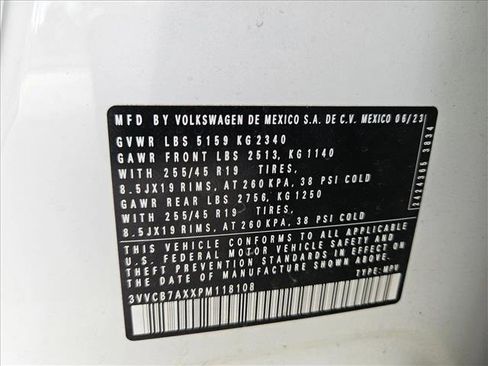 MFD BY VOLKSWAGEN DE MEXICO S.A. DE C.V. MEXICO 06/23
GVWR LBS 5159 KG 2340
GAWR FRONT LBS 2513, KG 1140
WITH 255/45 R19 TIRES,
8.5JX19 RIMS, AT 260 KPA, 38 PSI COLD
GAWR REAR LBS 2756, KG 1250
WITH 255/45 R19 TIRES,
8.5JX19 RIMS, AT 260 KPA, 38 PSI COLD
THIS VEHICLE CONFORMS TO ALL APPLICABLE
U.S. FEDERAL MOTOR VEHICLE SAFETY AND
THEFT PREVENTION STANDARDS IN EFFECT ON
THE DATE OF MANUFACTURE SHOWN ABOVE.
3VVCB7AXXPM118108 TYPE: MPV
2434365 3834